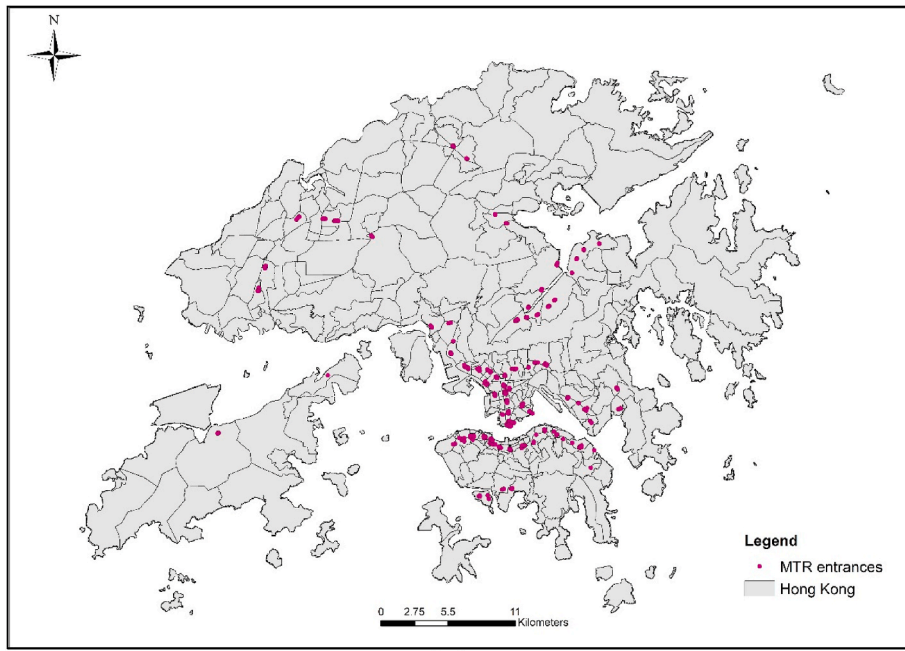 N
Legend
MTR entrances
Hong Kong
0 2.75 5.5 11
Kilometers